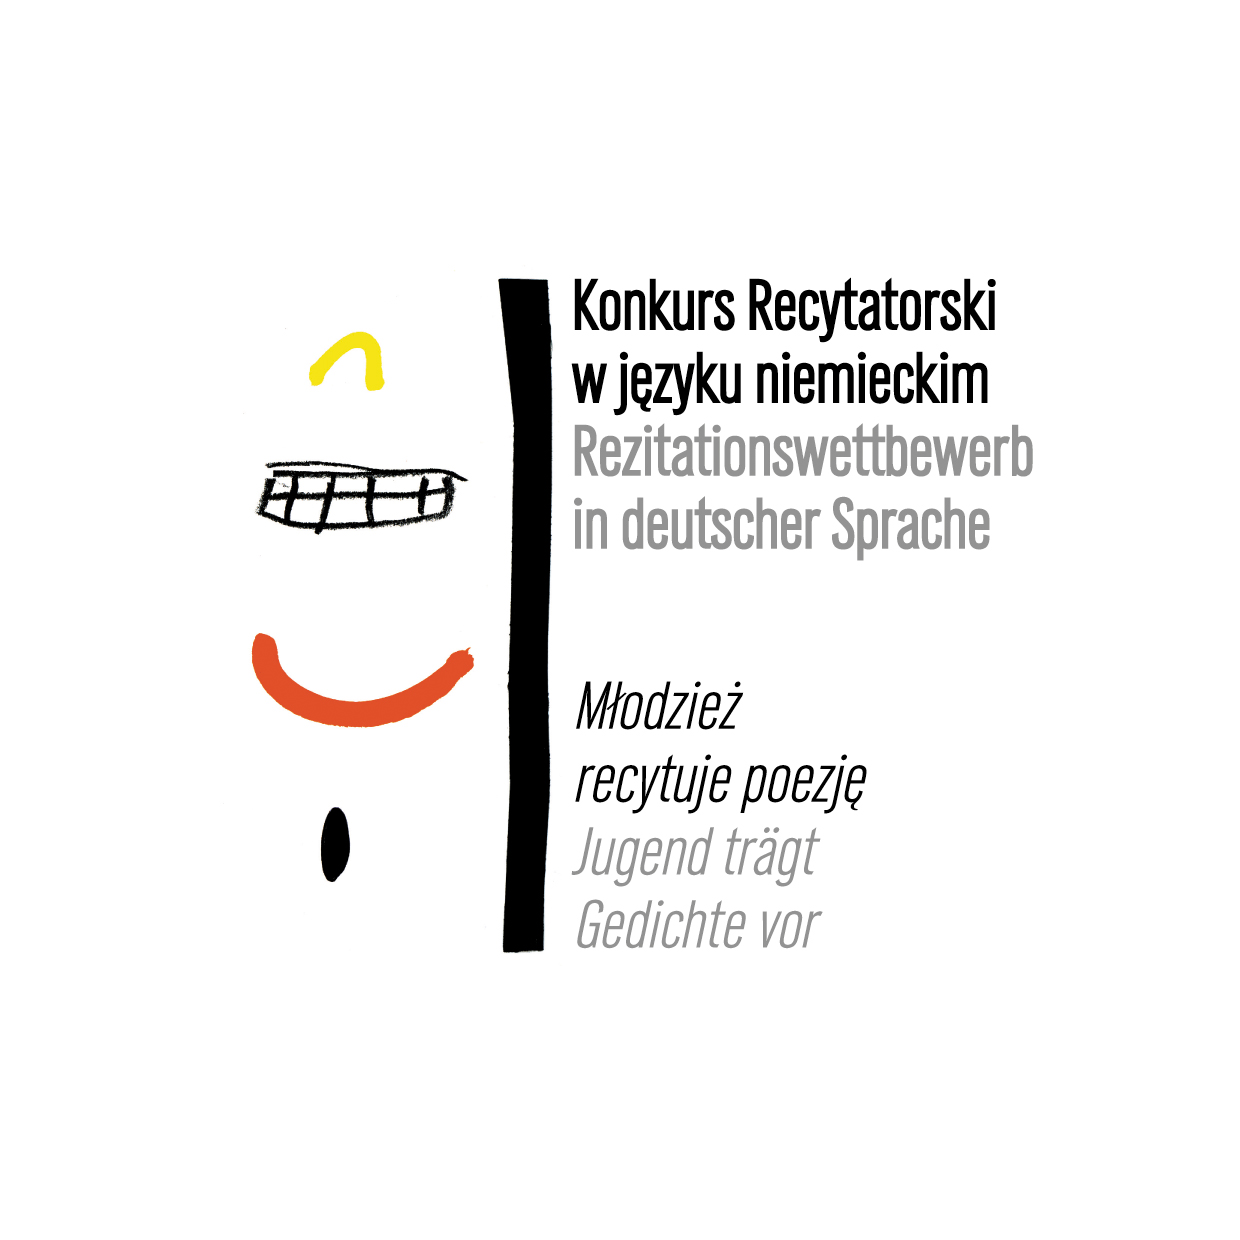 Konkurs Recytatorski
w języku niemieckim
Rezitationswettbewerb
in deutscher Sprache
Młodzież
recytuje poezję
Jugend trägt
Gedichte vor